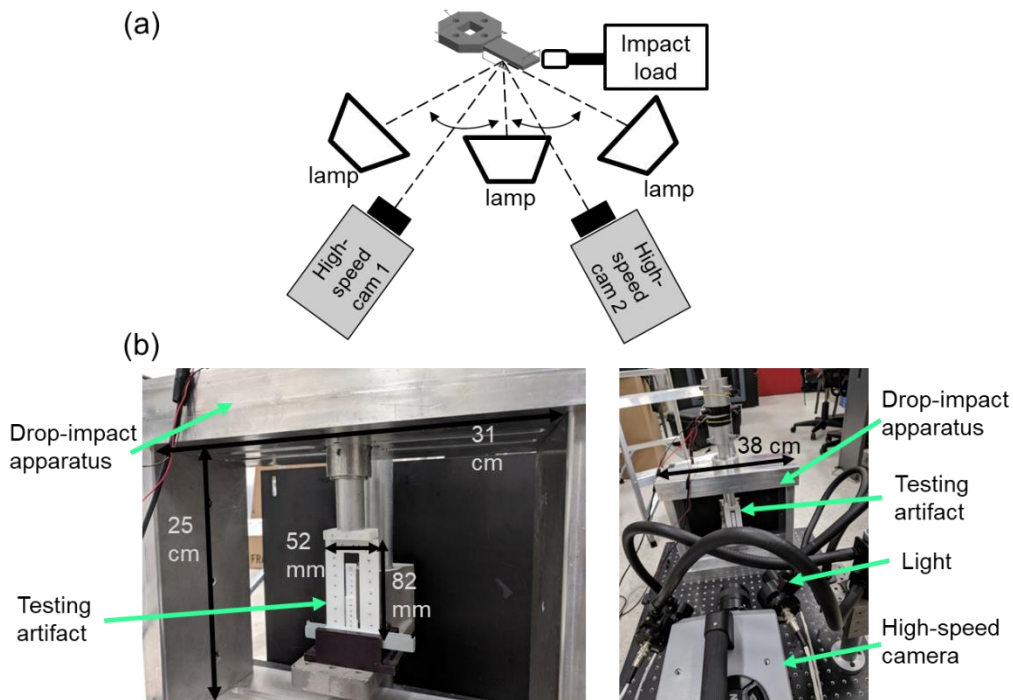 (a)
Impact
load
lamp
lamp
lamp
High-
speed
cam 1
High-
speed
cam 2
(b)
Drop-impact
apparatus
31
cm
25
cm
52
mm
82
mm
Testing
artifact
38 cm
Drop-impact
apparatus
Testing
artifact
Light
High-speed
camera